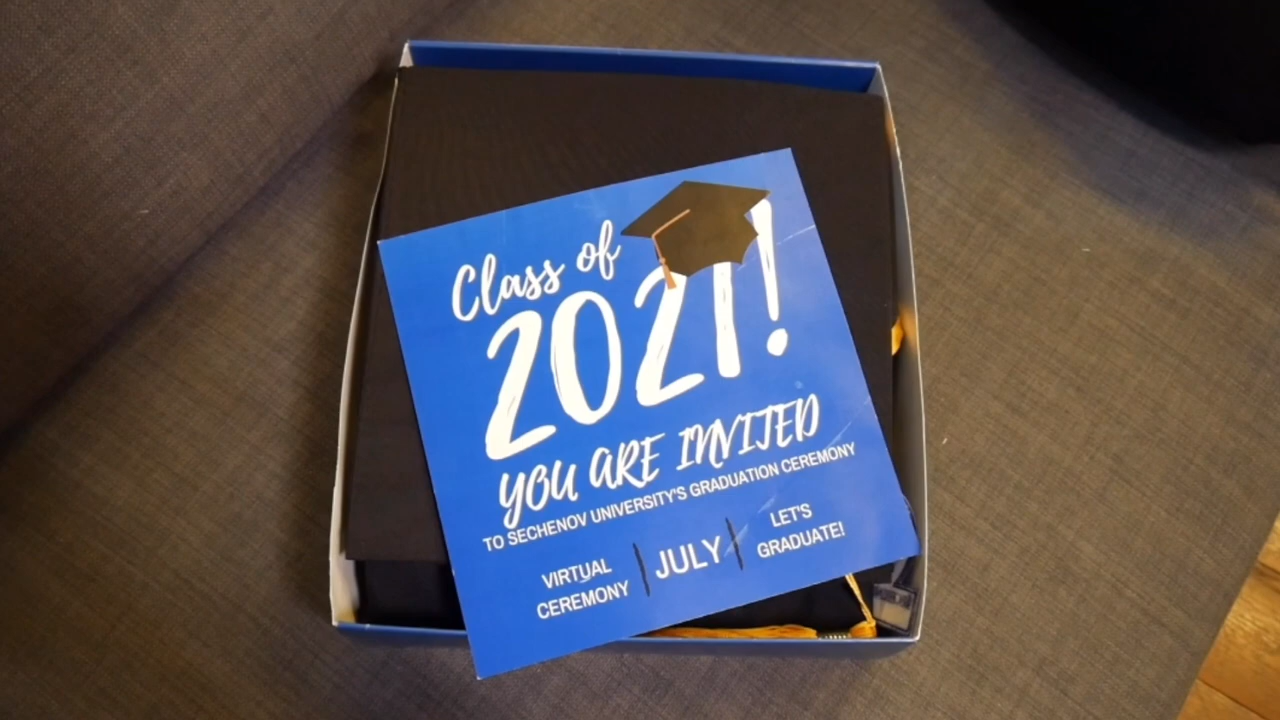 Class of
2021!
YOU ARE INVITED
TO SECHENOV UNIVERSITY'S GRADUATION CEREMONY
VIRTUAL
CEREMONY
JULY
LET'S
GRADUATE!